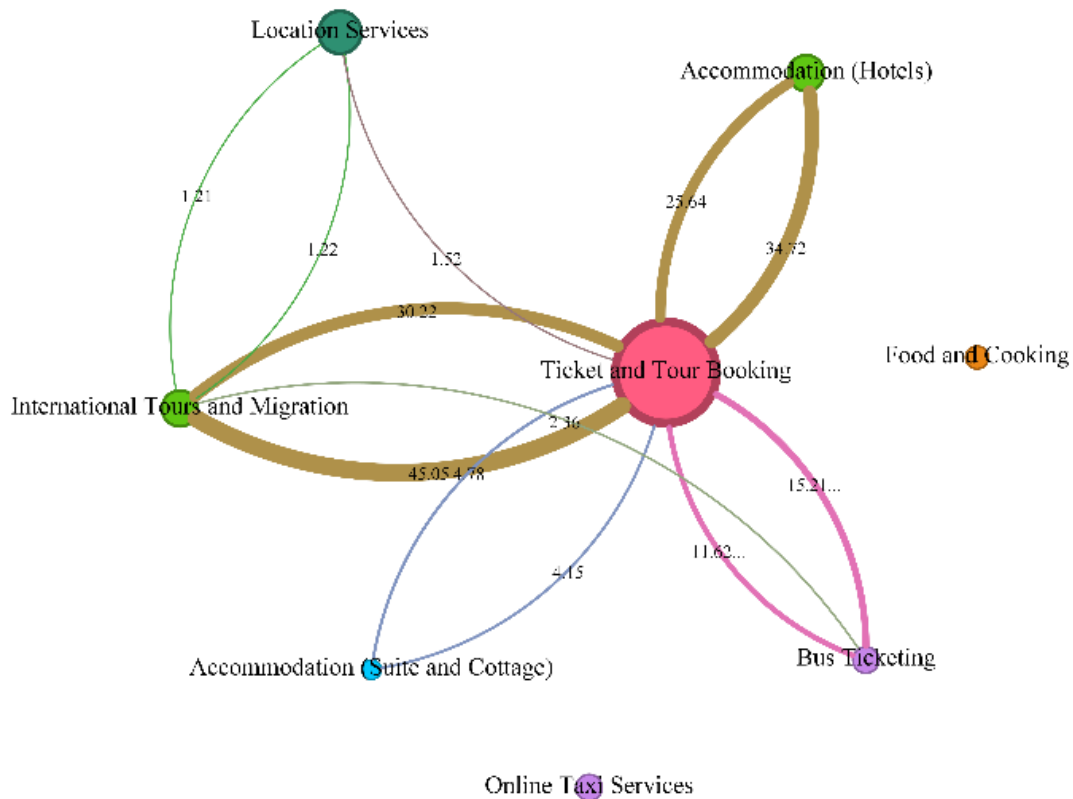 Location Services
Accommodation (Hotels)
1.21
25.64
1.22
34.72
1.52
30.22
Food and Cooking
Ticket and Tour Booking
International Tours and Migration
2.36
45.05
4.78
15.21...
11.62...
4.15
Bus Ticketing
Accommodation (Suite and Cottage)
Online Taxi Services